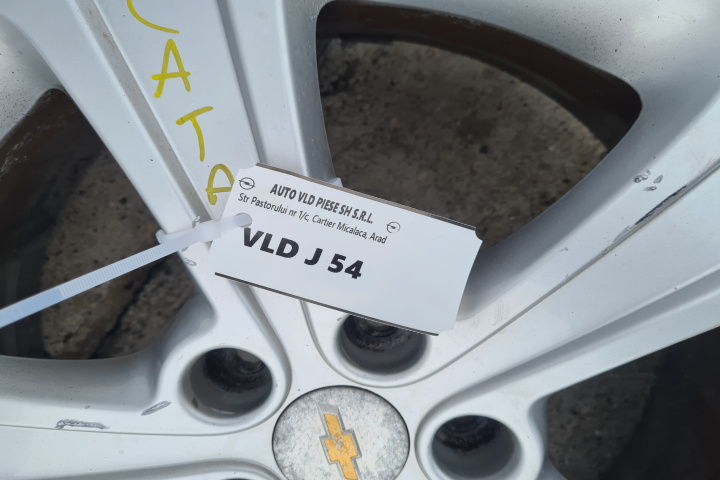 CATA
AUTO VLD PIESE SH S.R.L.
Str Pastorului nr 1/c, Cartier Micalaca, Arad
VLD J 54